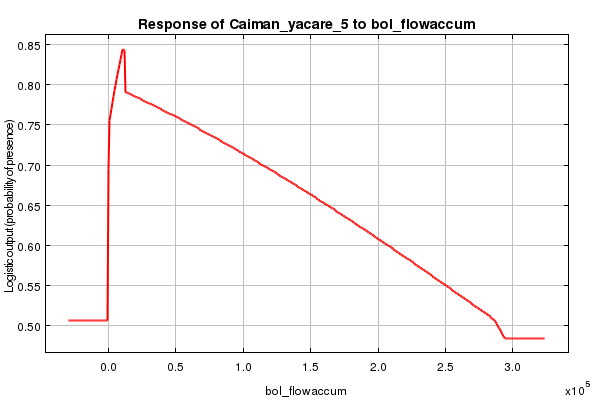 Response of Caiman_yacare_5 to bol_flowaccum
Logistic output (probability of presence)
0.85
0.80
0.75
0.70
0.65
0.60
0.55
0.50
0.0 0.5 1.0 1.5 2.0 2.5 3.0
bol_flowaccum
x10^5